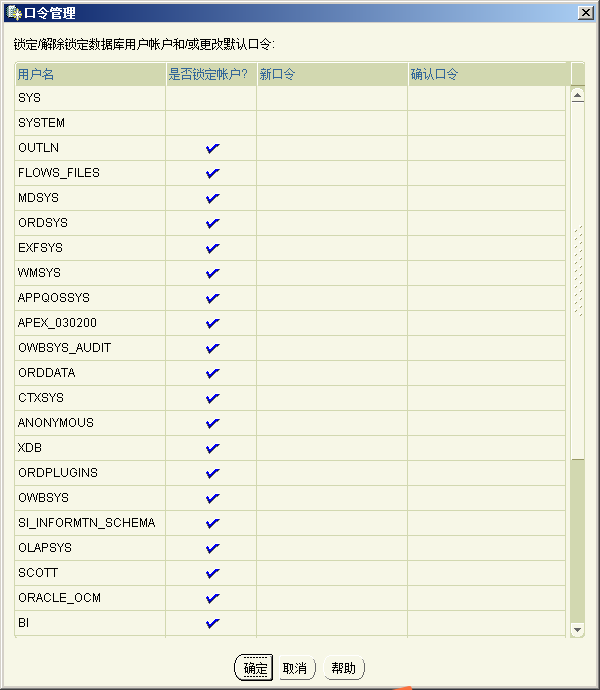 口令管理
锁定/解除锁定数据库用户帐户和/或更改默认口令:
用户名 是否锁定帐户? 新口令 确认口令
SYS
SYSTEM
OUTLN
FLOWS_FILES
MDSYS
ORDSYS
EXFSYS
WMSYS
APPQOSSYS
APEX_030200
OWBSYS_AUDIT
ORDDATA
CTXSYS
ANONYMOUS
XDB
ORDPLUGINS
OWBSYS
SI_INFORMTN_SCHEMA
OLAPSYS
SCOTT
ORACLE_OCM
BI
确定 取消 帮助